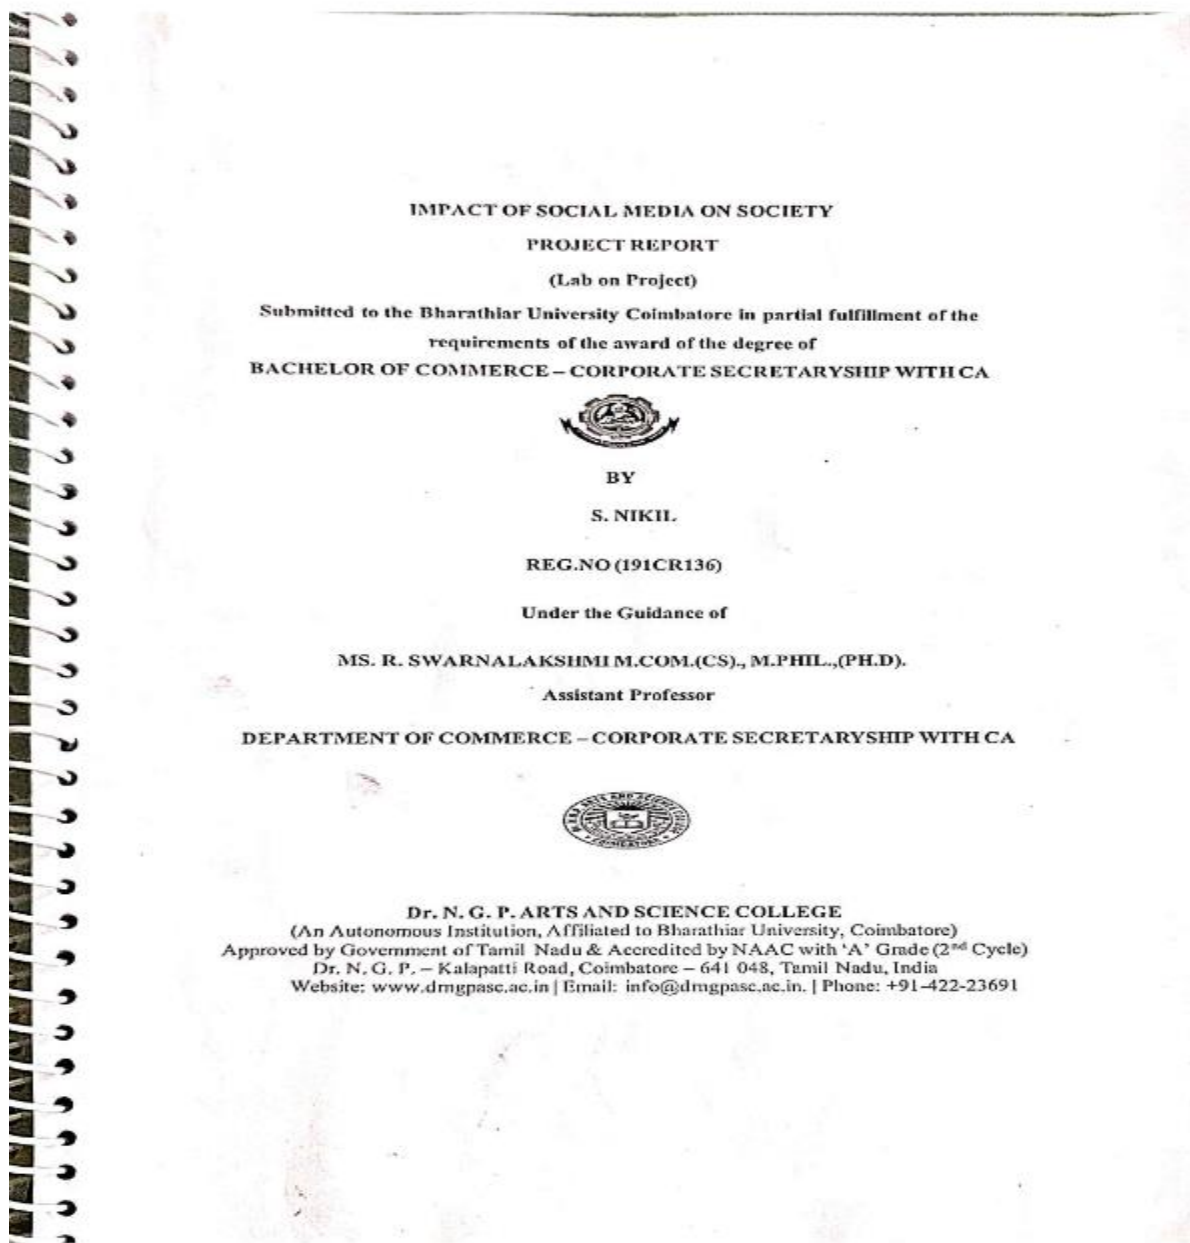 IMPACT OF SOCIAL MEDIA ON SOCIETY
PROJECT REPORT
(Lab on Project)
Submitted to the Bharathiar University Coimbatore in partial fulfillment of the
requirements of the award of the degree of
BACHELOR OF COMMERCE – CORPORATE SECRETARYSHIP WITH CA
BY
S. NIKIL
REG.NO (191CR136)
Under the Guidance of
MS. R. SWARNALAKSHMI M.COM.(CS)., M.PHIL.,(PH.D).
Assistant Professor
DEPARTMENT OF COMMERCE – CORPORATE SECRETARYSHIP WITH CA
ARTS AND SCIENCE COLLEGE
COIMBATORE
Dr. N. G. P. ARTS AND SCIENCE COLLEGE
(An Autonomous Institution, Affiliated to Bharathiar University, Coimbatore)
Approved by Government of Tamil Nadu & Accredited by NAAC with ‘A’ Grade (2nd Cycle)
Dr. N. G. P. – Kalapatti Road, Coimbatore – 641 048, Tamil Nadu, India
Website: www.drngpasc.ac.in | Email: info@drngpasc.ac.in. | Phone: +91-422-23691